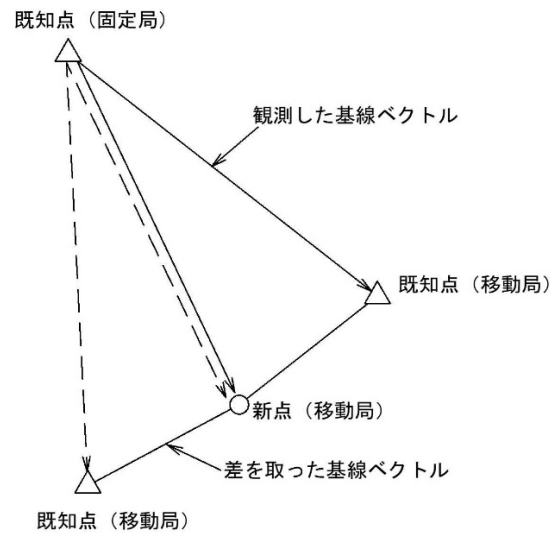 既知点（固定局）
観測した基線ベクトル
既知点（移動局）
新点（移動局）
差を取った基線ベクトル
既知点（移動局）